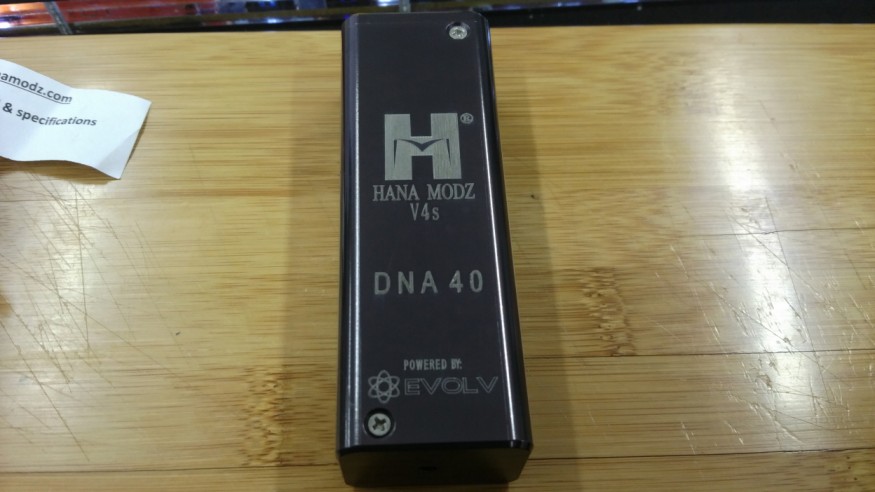 amodz.com
& specifications
H
M
®
HANA MODZ
V4s
DNA 40
POWERED BY:
EVOLV